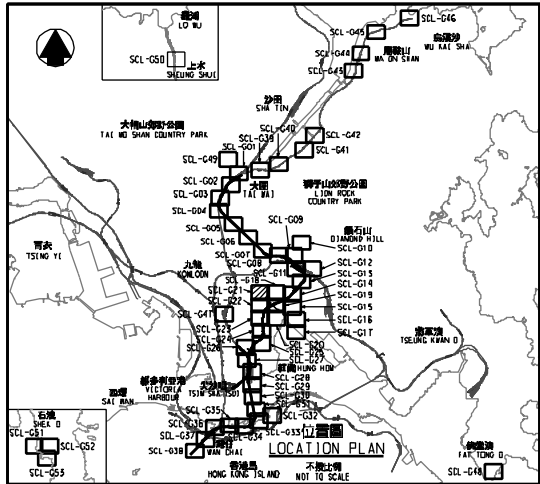 羅湖
LO WU
SCL-G50
上水
SHEUNG SHUI
SCL-G46
SCL-G45
烏溪沙
WU KAI SHA
SCL-G44
馬鞍山
MA ON SHAN
SCL-G43
沙田
SHA TIN
大帽山郊野公園
TAI MO SHAN COUNTRY PARK
SCL-G40
SCL-G39
SCL-G42
SCL-G41
SCL-G01
SCL-G49
SCL-G02
SCL-G03
SCL-G04
大圍
TAI WAI
獅子山郊野公園
LION ROCK
COUNTRY PARK
SCL-G05
SCL-G06
SCL-G07
SCL-G08
SCL-G09
鑽石山
DIAMOND HILL
SCL-G10
SCL-G11
SCL-G12
SCL-G13
SCL-G14
SCL-G18
SCL-G19
SCL-G15
SCL-G16
SCL-G17
青衣
TSING YI
九龍
KOWLOON
SCL-G21
SCL-G22
SCL-G47
SCL-G23
SCL-G24
SCL-G26
SCL-G20
SCL-G25
SCL-G27
紅磡
HUNG HOM
SCL-G28
SCL-G29
SCL-G30
SCL-G31
將軍澳
TSEUNG KWAN O
西環
SAI WAN
維多利亞港
VICTORIA
HARBOUR
尖沙咀
TSIM SHA TSUI
SCL-G35
SCL-G36
SCL-G37
SCL-G38
SCL-G34
SCL-G33
SCL-G32
灣仔
WAN CHAI
香港島
HONG KONG ISLAND
石澳
SHEK O
SCL-G51
SCL-G52
SCL-G53
位置圖
LOCATION PLAN
不按比例
NOT TO SCALE
佛堂澳
FAT TONG O
SCL-G48